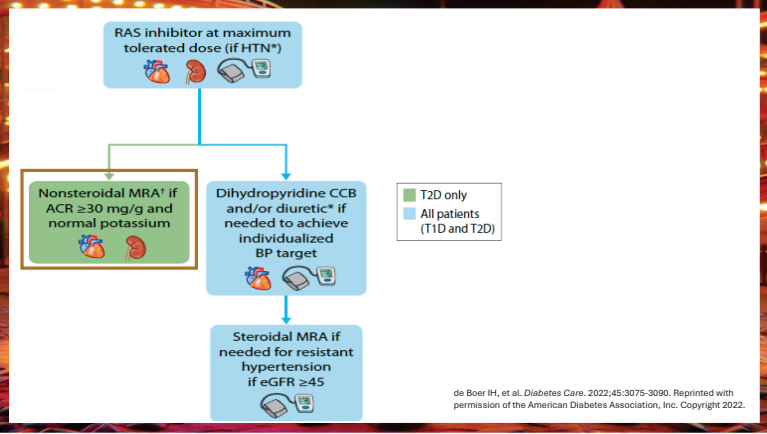 RAS inhibitor at maximum
tolerated dose (if HTN*)
Nonsteroidal MRA† if
ACR ≥30 mg/g and
normal potassium
Dihydropyridine CCB
and/or diuretic* if
needed to achieve
individualized
BP target
Steroidal MRA if
needed for resistant
hypertension
if eGFR ≥45
T2D only
All patients
(T1D and T2D)
de Boer IH, et al. Diabetes Care. 2022;45:3075-3090. Reprinted with
permission of the American Diabetes Association, Inc. Copyright 2022.